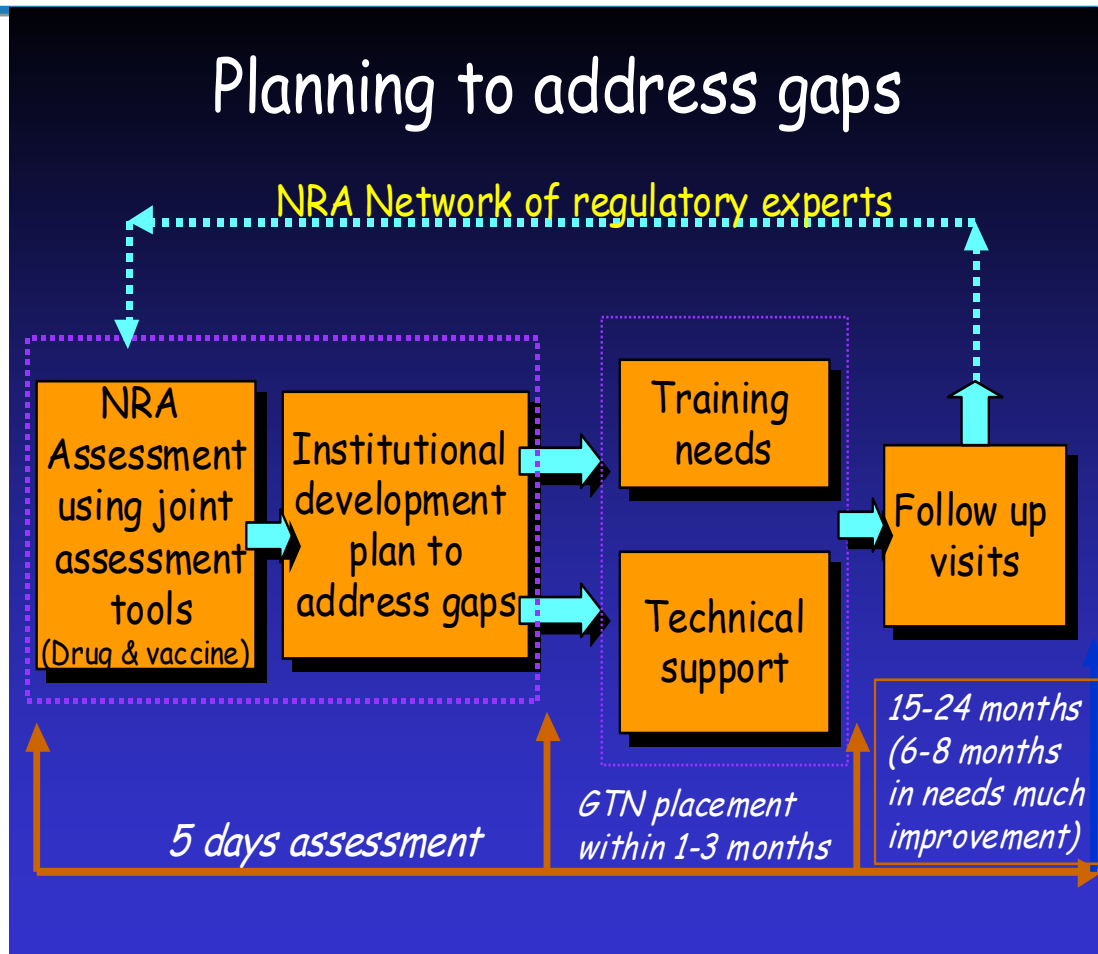 Planning to address gaps
NRA Network of regulatory experts
NRA
Assessment
using joint
assessment
tools
(Drug & vaccine)
Institutional
development
plan to
address gaps
Training
needs
Technical
support
Follow up
visits
5 days assessment
GTN placement
within 1-3 months
15-24 months
(6-8 months
in needs much
improvement)